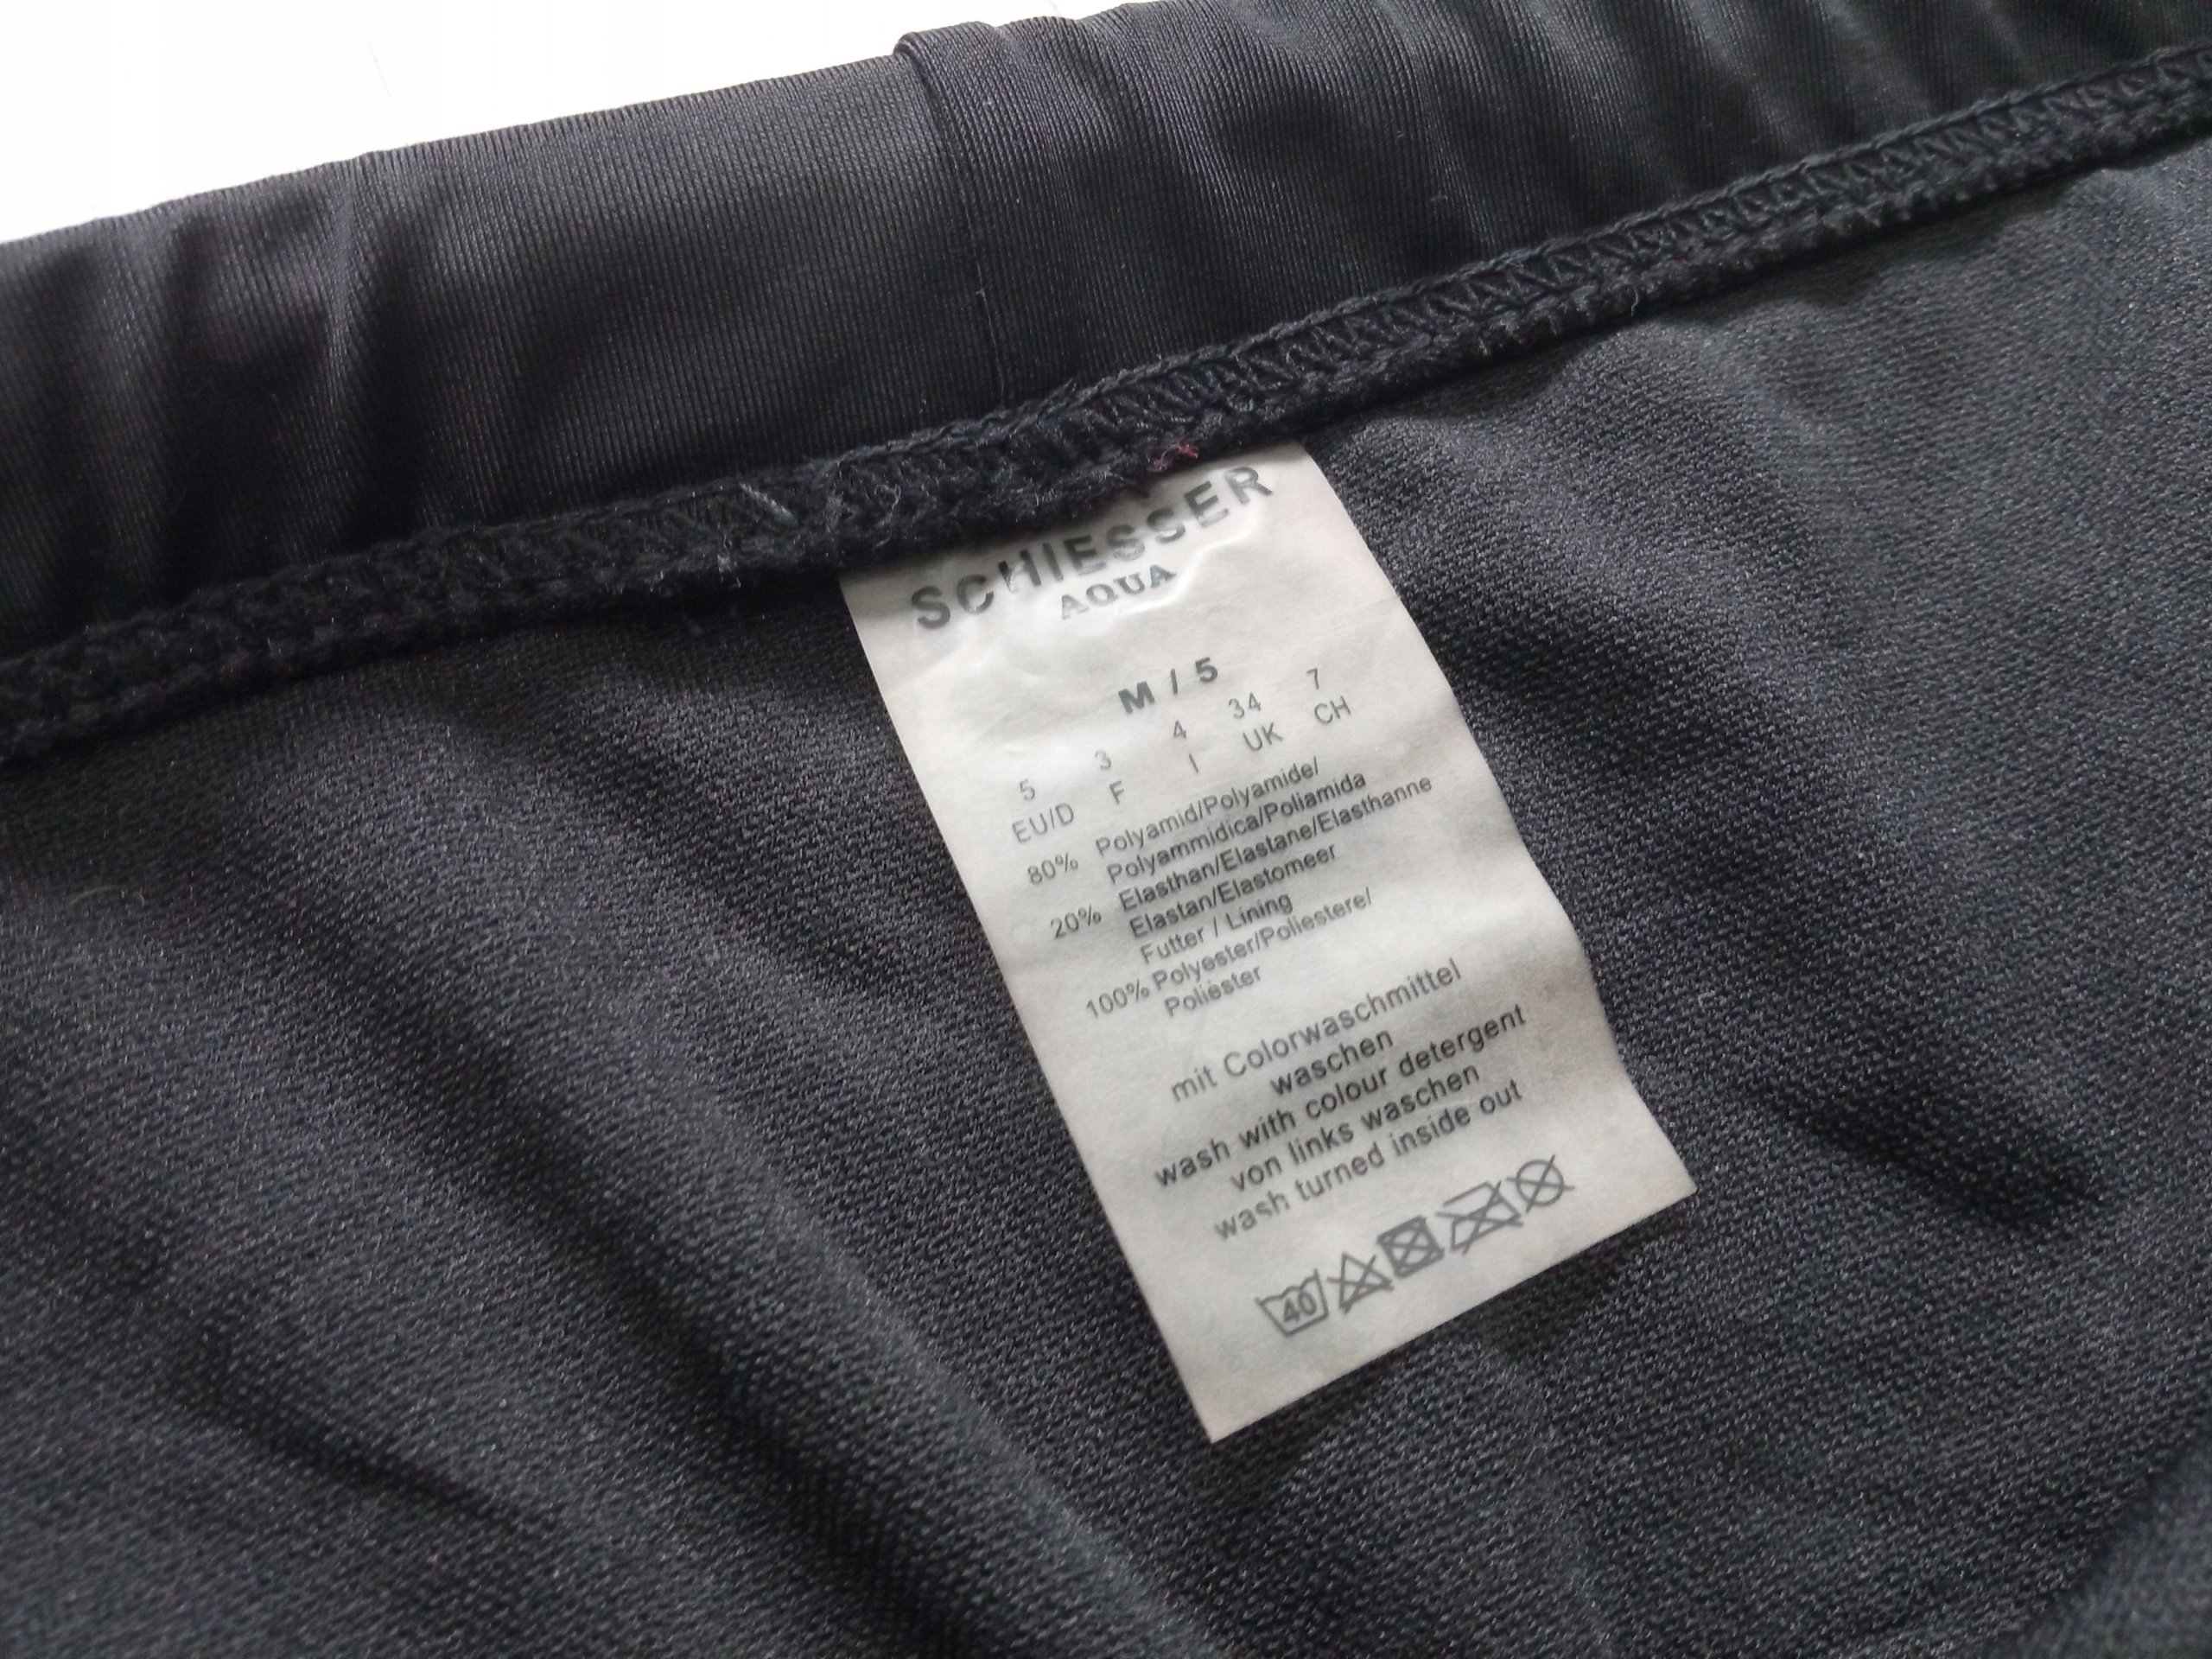 SCHIESSER
AQUA
M / 5
5 3 4 34 7
EU/D F I UK CH
80% Polyamid/Polyamide/
Polyammidica/Poliamida
20% Elasthan/Elastane/Elasthanne
Elastan/Elastomeer
Futter / Lining
100% Polyester/Poliestere/
Poliéster
mit Colorwaschmittel
waschen
wash with colour detergent
von links waschen
wash turned inside out
40